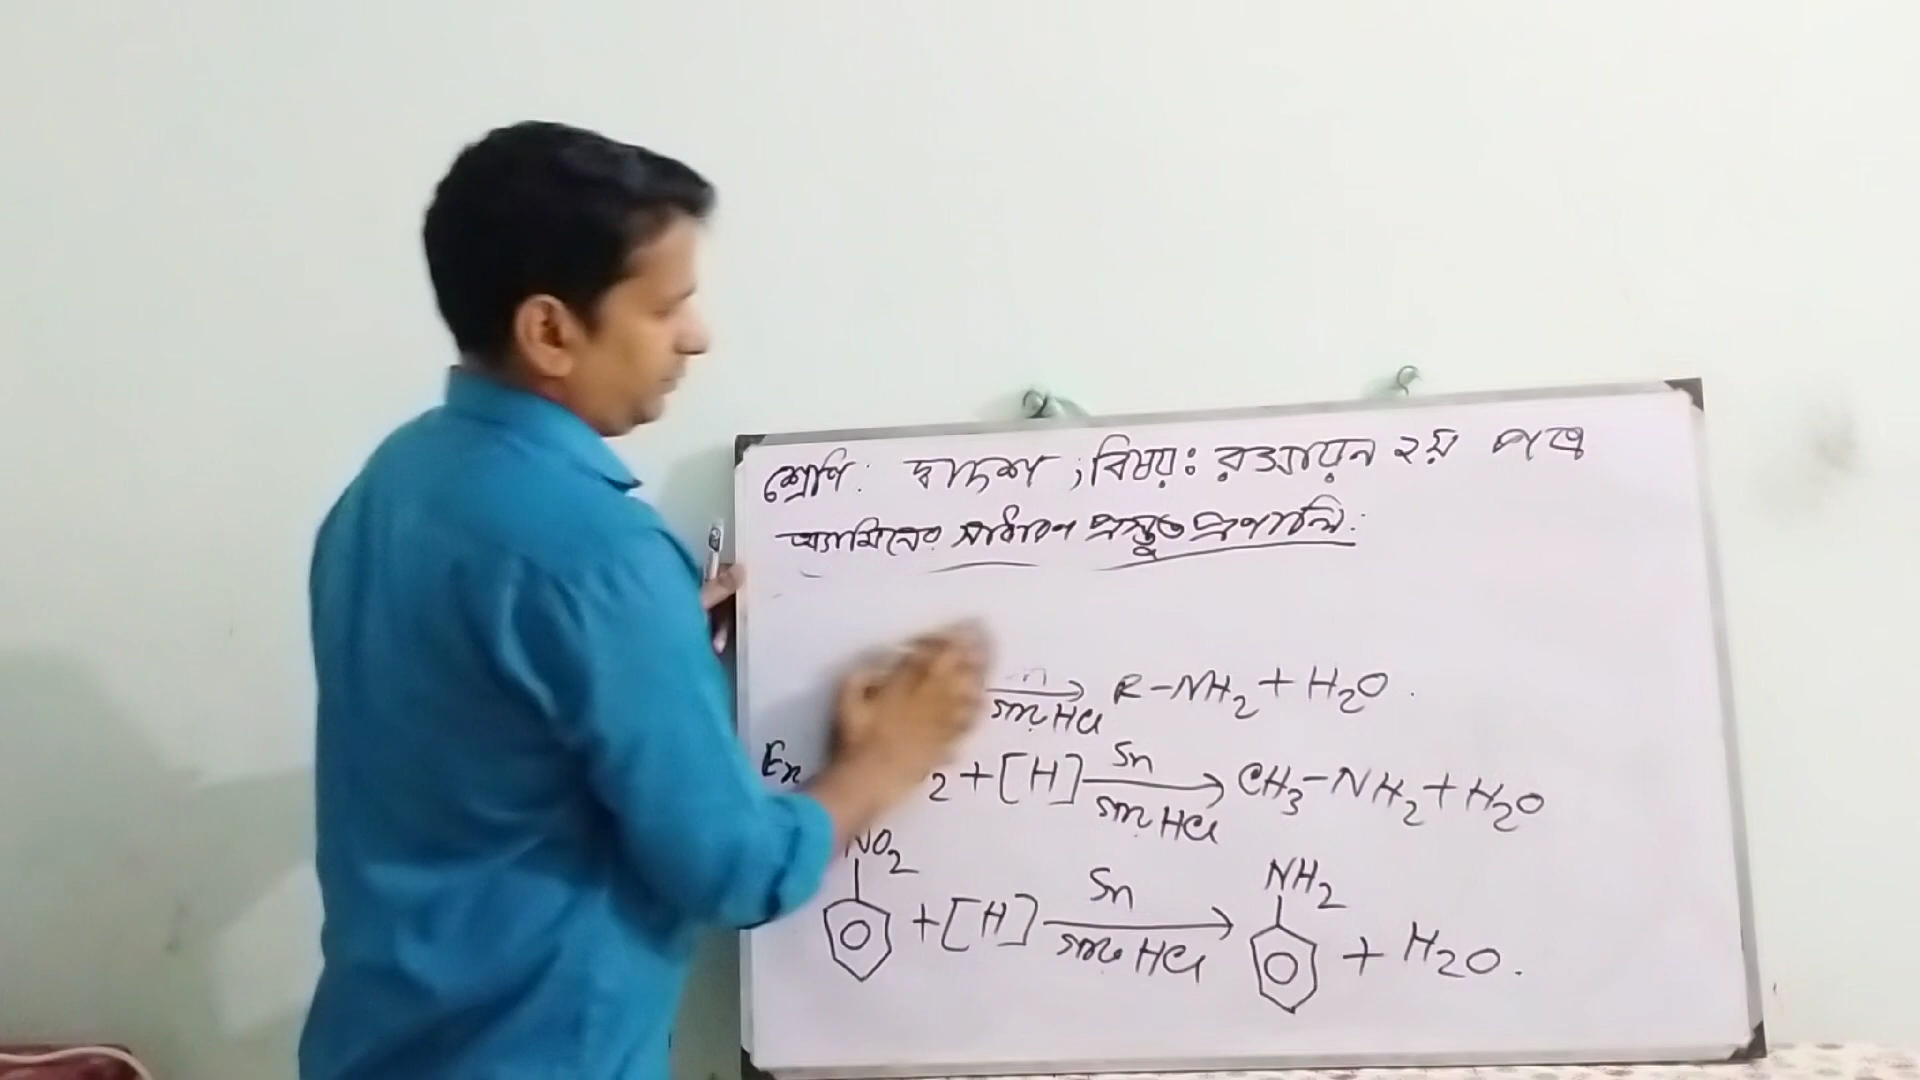 শ্রেণি: দ্বাদশ ; বিষয়: রসায়ন ২য় পত্র
অ্যামিনের সাধারণ প্রস্তুত প্রণালি:
R-NH2 + H2O .
HCl
Ex 2 + [H] Sn CH3-NH2 + H2O
HCl
NO2 + [H] Sn NH2 + H2O.
HCl